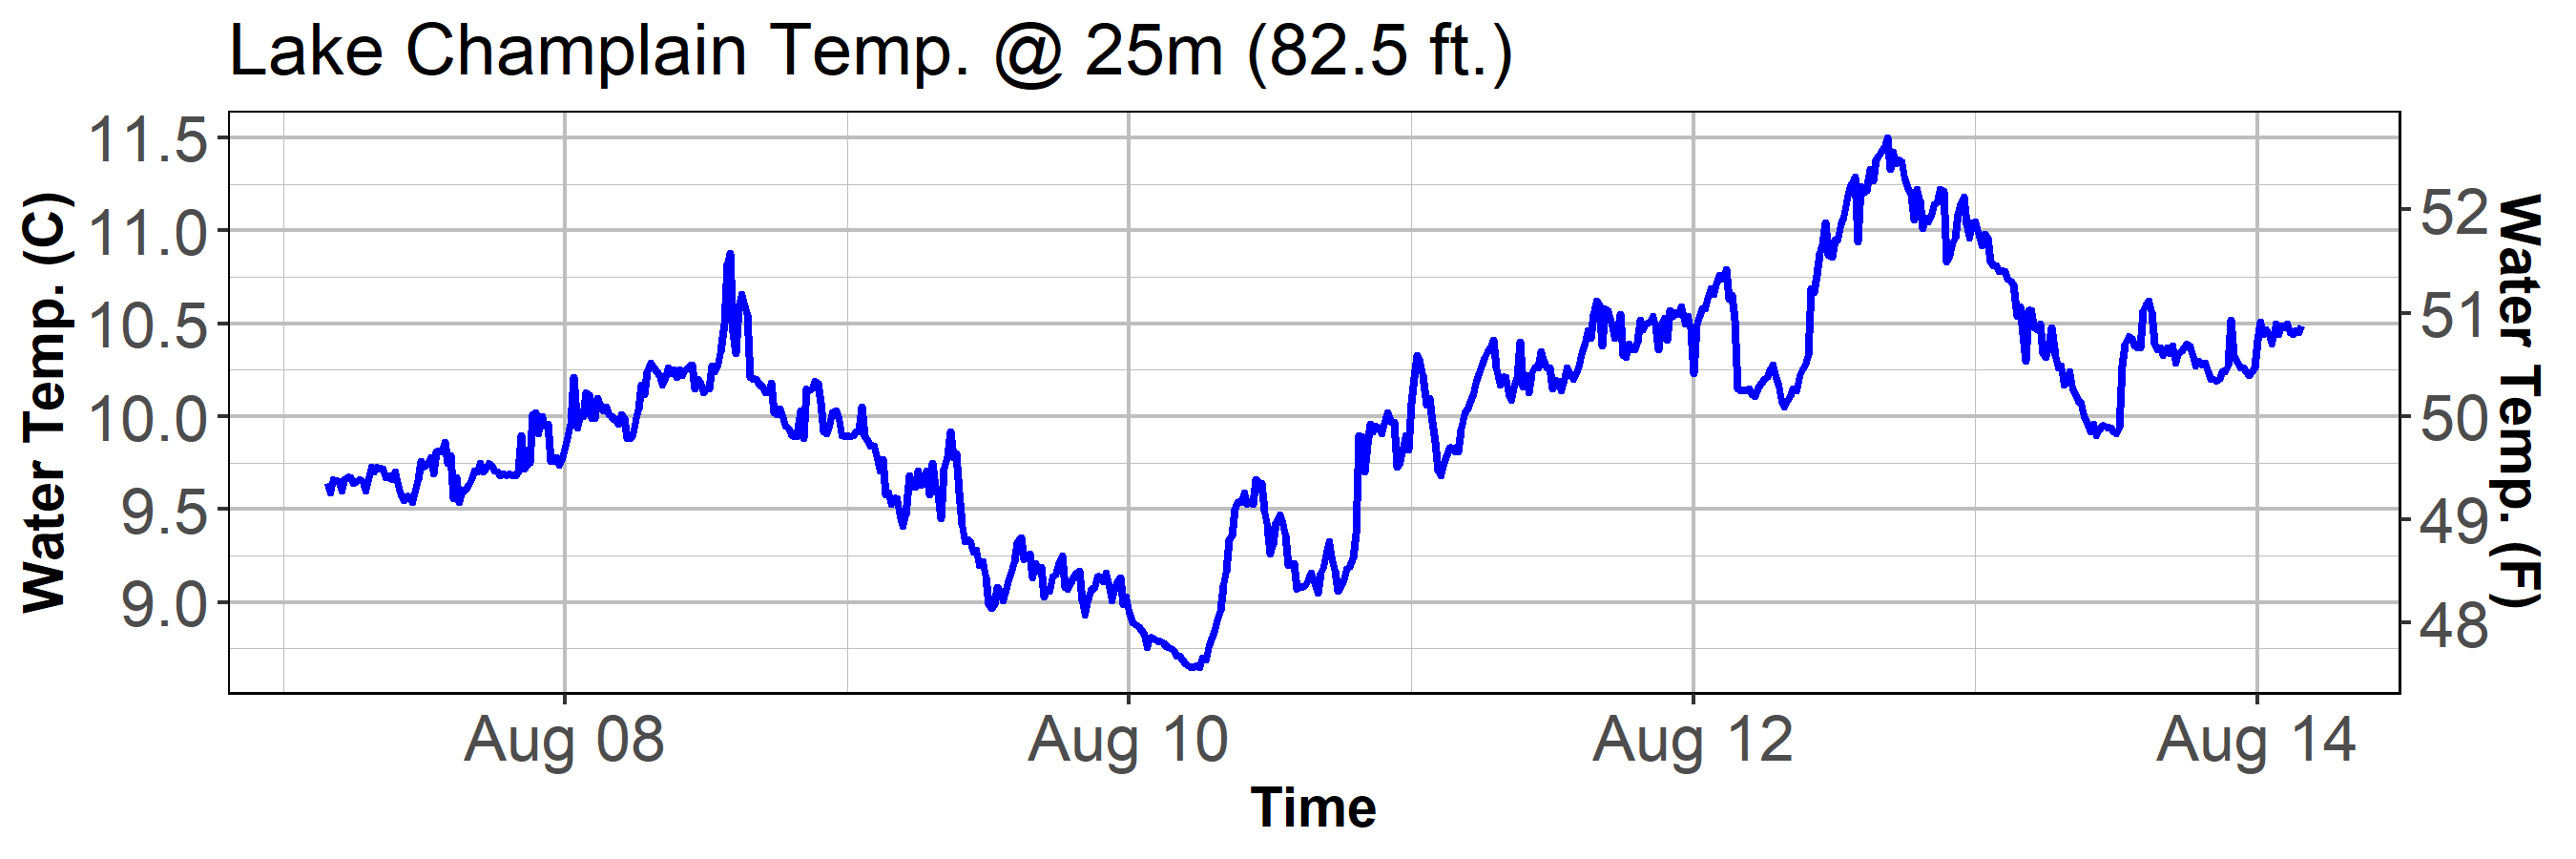 Lake Champlain Temp. @ 25m (82.5 ft.)
Water Temp. (C)
11.5
11.0
10.5
10.0
9.5
9.0
52
51
50
49
48
Water Temp. (F)
Aug 08 Aug 10 Aug 12 Aug 14
Time